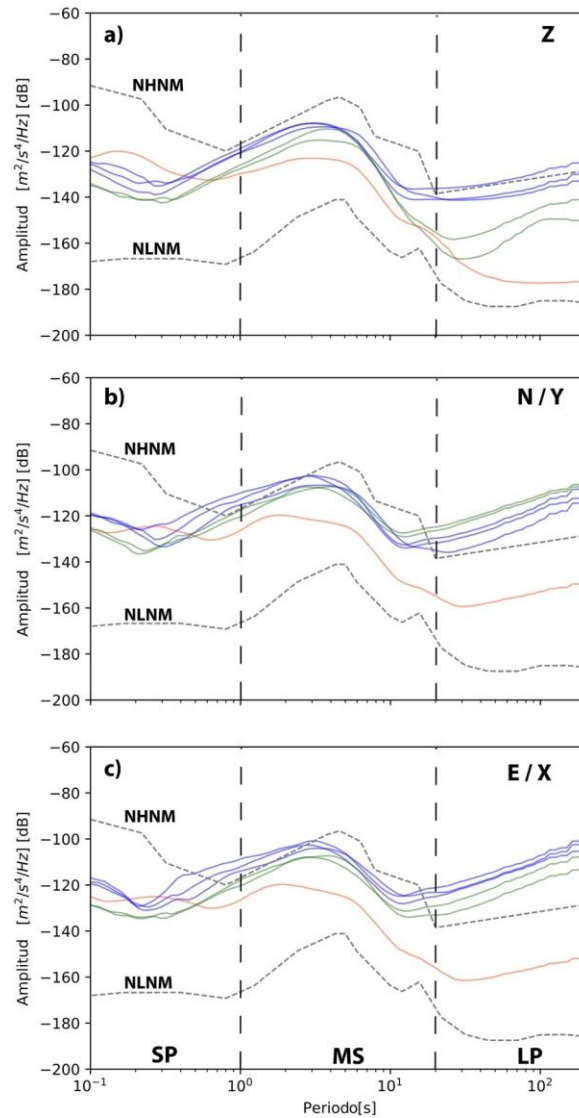 a)
Z
NHNM
NLNM
−60
−80
−100
−120
−140
−160
−180
−200
Amplitud [m²/s⁴/Hz] [dB]
b)
N / Y
NHNM
NLNM
−60
−80
−100
−120
−140
−160
−180
−200
Amplitud [m²/s⁴/Hz] [dB]
c)
E / X
NHNM
NLNM
SP
MS
LP
−60
−80
−100
−120
−140
−160
−180
−200
Amplitud [m²/s⁴/Hz] [dB]
10⁻¹
10⁰
10¹
10²
Periodo[s]